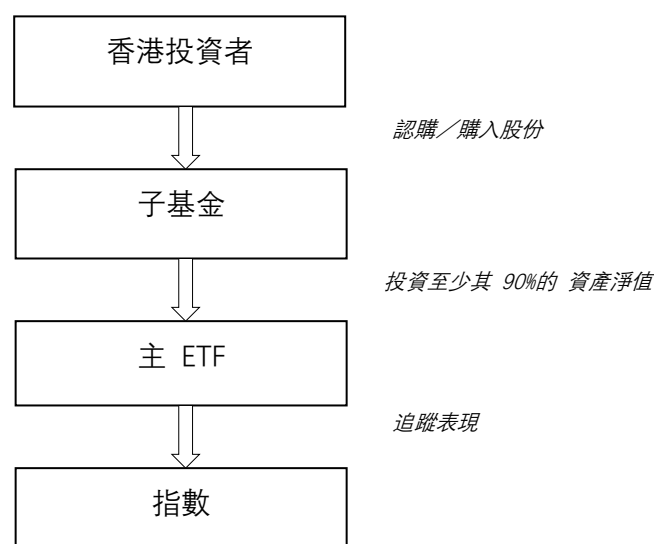 香港投資者
認購／購入股份
子基金
投資至少其 90%的 資產淨值
主 ETF
追蹤表現
指數